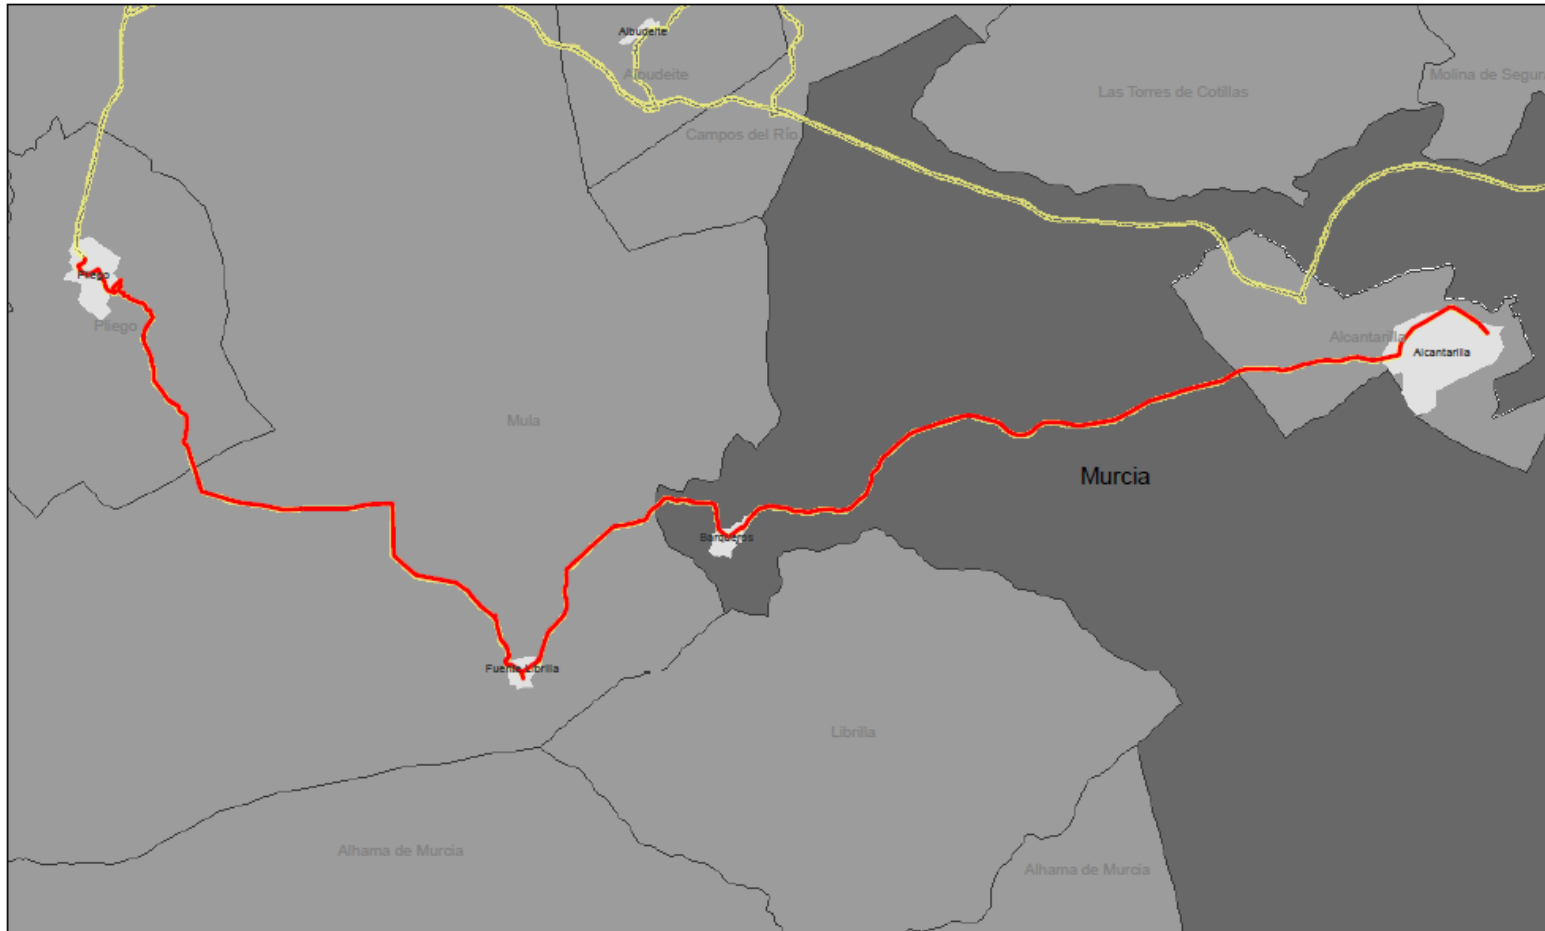 Albudeite
Albudeite
Molina de Segura
Las Torres de Cotillas
Campos del Río
Pliego
Pliego
Alcantarilla
Alcantarilla
Mula
Murcia
Barqueros
Fuente Librilla
Librilla
Alhama de Murcia
Alhama de Murcia